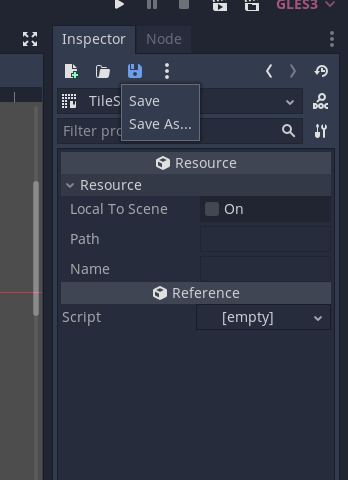 GLES3
Inspector
Node
TileS
Save
Save As...
Filter pro
Resource
Resource
Local To Scene
On
Path
Name
Reference
Script
[empty]